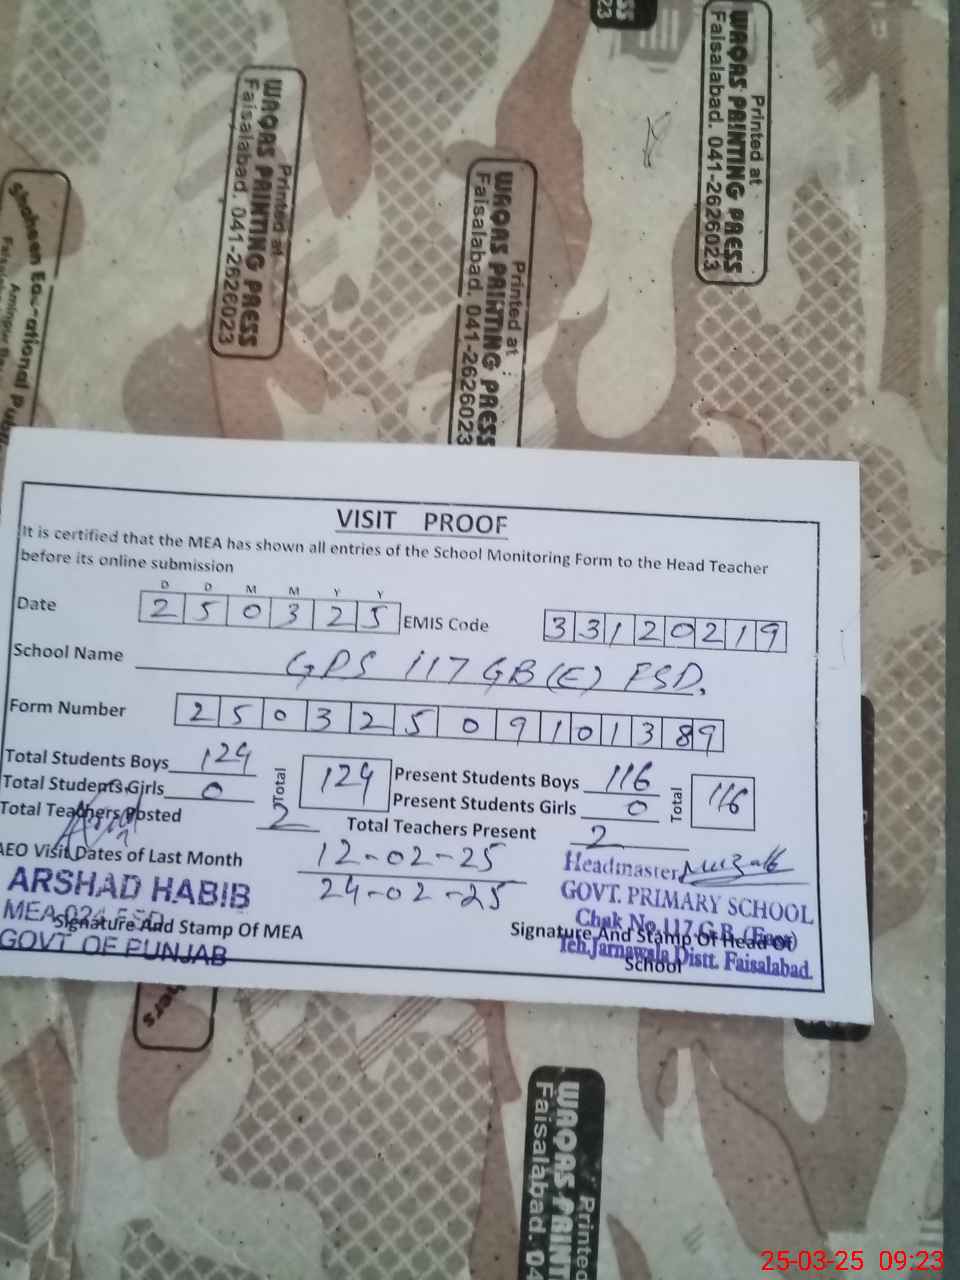 Printed at
WAQAS PRINTING PRESS
Faisalabad. 041-2626023
Printed at
WAQAS PRINTING PRESS
Faisalabad. 041-2626023
Printed at :
WAQAS PRINTING PRESS
Faisalabad. 041-2626023
Shaheen
VISIT PROOF
It is certified that the MEA has shown all entries of the School Monitoring Form to the Head Teacher
before its online submission
D D M M Y Y
Date 2 5 0 3 2 5 EMIS Code 3 3 1 2 0 2 1 9
School Name GPS 117 GB (E) FSD.
Form Number 2 5 0 3 2 5 0 9 1 0 1 3 8 9
Total Students Boys 129 Total 129 Present Students Boys 116 Total 116
Total Students Girls 0 Present Students Girls 0
Total Teachers Posted 2 Total Teachers Present 2
AEO Visit Dates of Last Month 12-02-25
24-02-25
ARSHAD HABIB
MEA-024 FSD
GOVT OF PUNJAB
Signature And Stamp Of MEA
Headmaster
GOVT. PRIMARY SCHOOL
Chak No. 117 G.B. (East)
Teh. Jarnawala Distt. Faisalabad.
Signature And Stamp Of Head Of
School
Printed
WAQAS PRINT
Faisalabad. 04
25-03-25 09:23